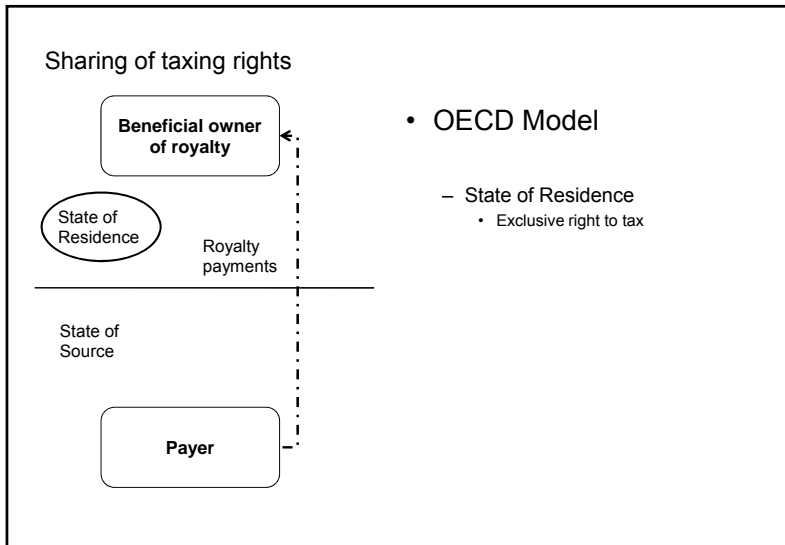 Sharing of taxing rights
Beneficial owner
of royalty
State of
Residence
Royalty
payments
State of
Source
Payer
• OECD Model
– State of Residence
• Exclusive right to tax